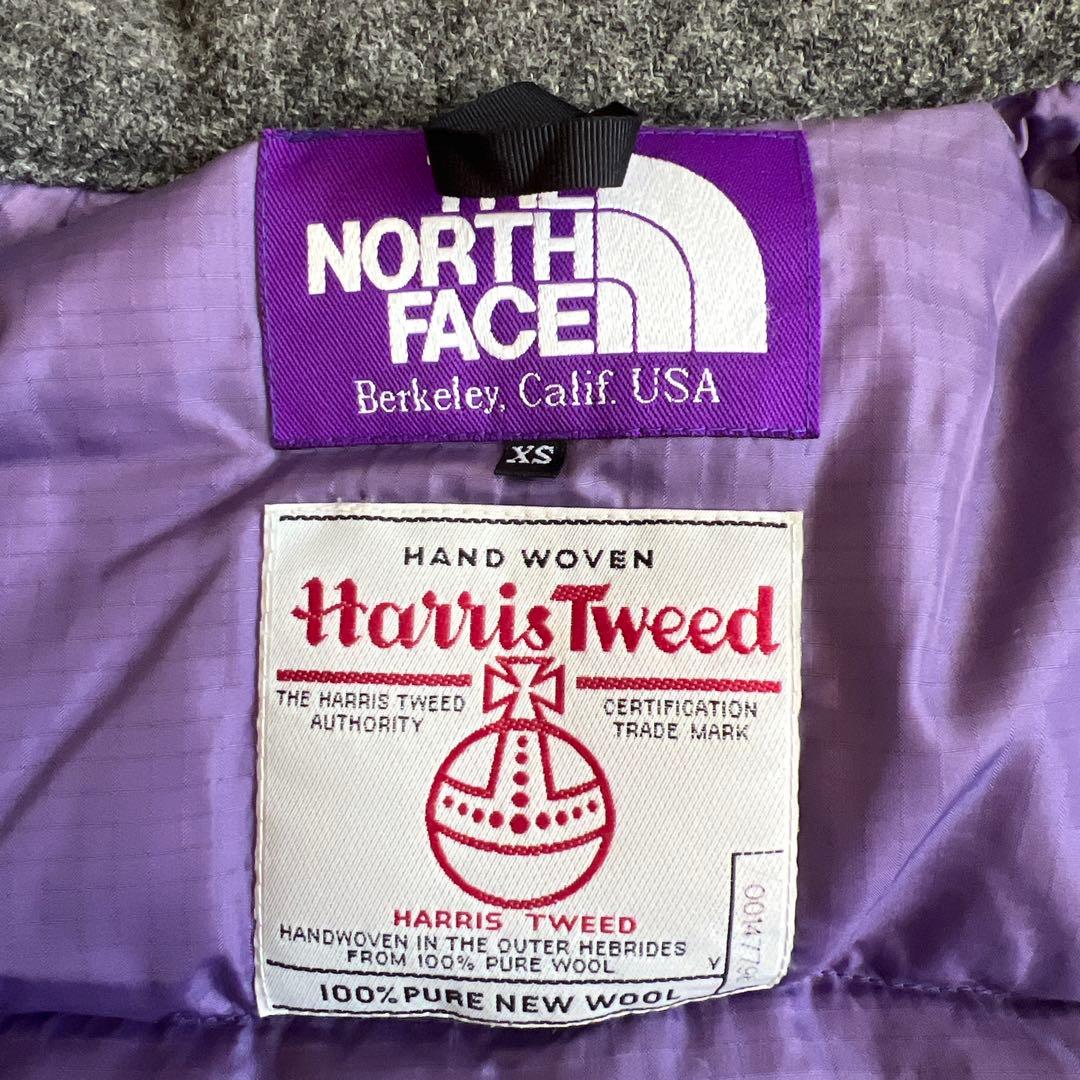 THE
NORTH
FACE
Berkeley, Calif. USA
XS
HAND WOVEN
Harris Tweed
THE HARRIS TWEED
AUTHORITY
CERTIFICATION
TRADE MARK
HARRIS TWEED
HANDWOVEN IN THE OUTER HEBRIDES
FROM 100% PURE WOOL
Y
100% PURE NEW WOOL